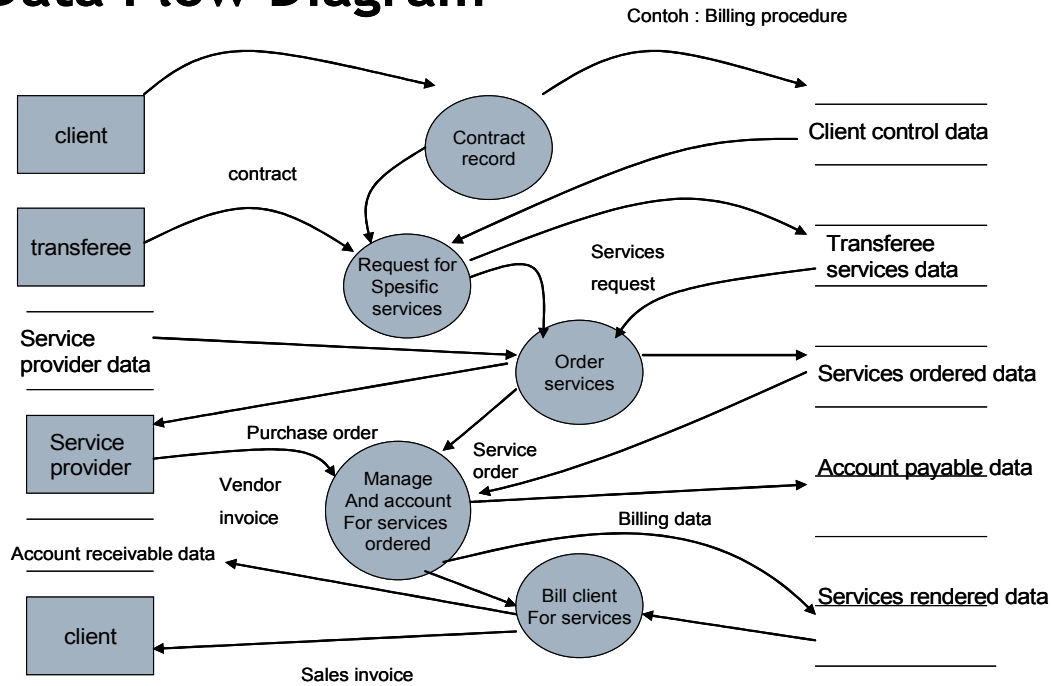 Data Flow Diagram
Contoh : Billing procedure
client
Contract
record
Client control data
contract
transferee
Request for
Spesific
services
Services
request
Transferee
services data
Service
provider data
Order
services
Services ordered data
Service
provider
Purchase order
Vendor
invoice
Manage
And account
For services
ordered
Service
order
Account payable data
Billing data
Account receivable data
Bill client
For services
Services rendered data
client
Sales invoice